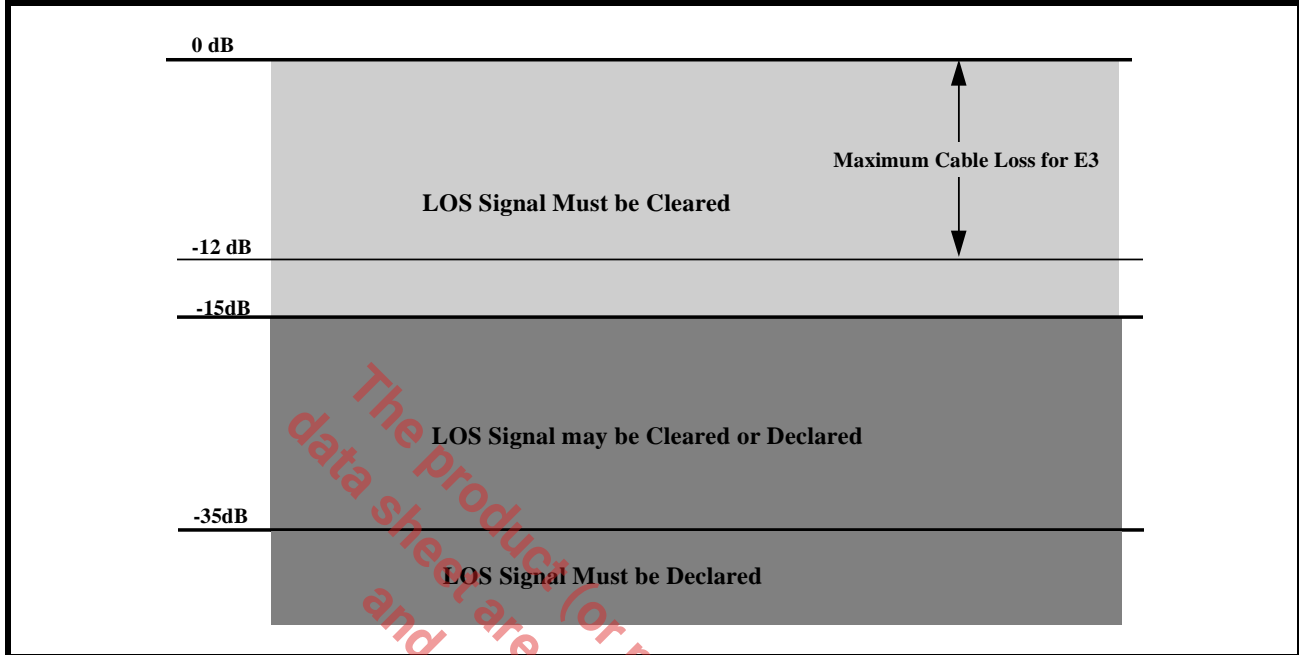 0 dB
Maximum Cable Loss for E3
LOS Signal Must be Cleared
-12 dB
-15dB
LOS Signal may be Cleared or Declared
-35dB
LOS Signal Must be Declared
The product (or
data sheet are
and